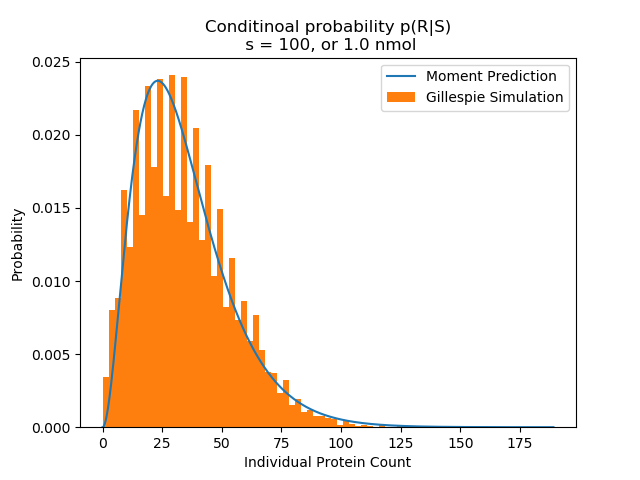 Conditinoal probability p(R|S)
s = 100, or 1.0 nmol
Moment Prediction
Gillespie Simulation
Probability
0.025
0.020
0.015
0.010
0.005
0.000
0 25 50 75 100 125 150 175
Individual Protein Count